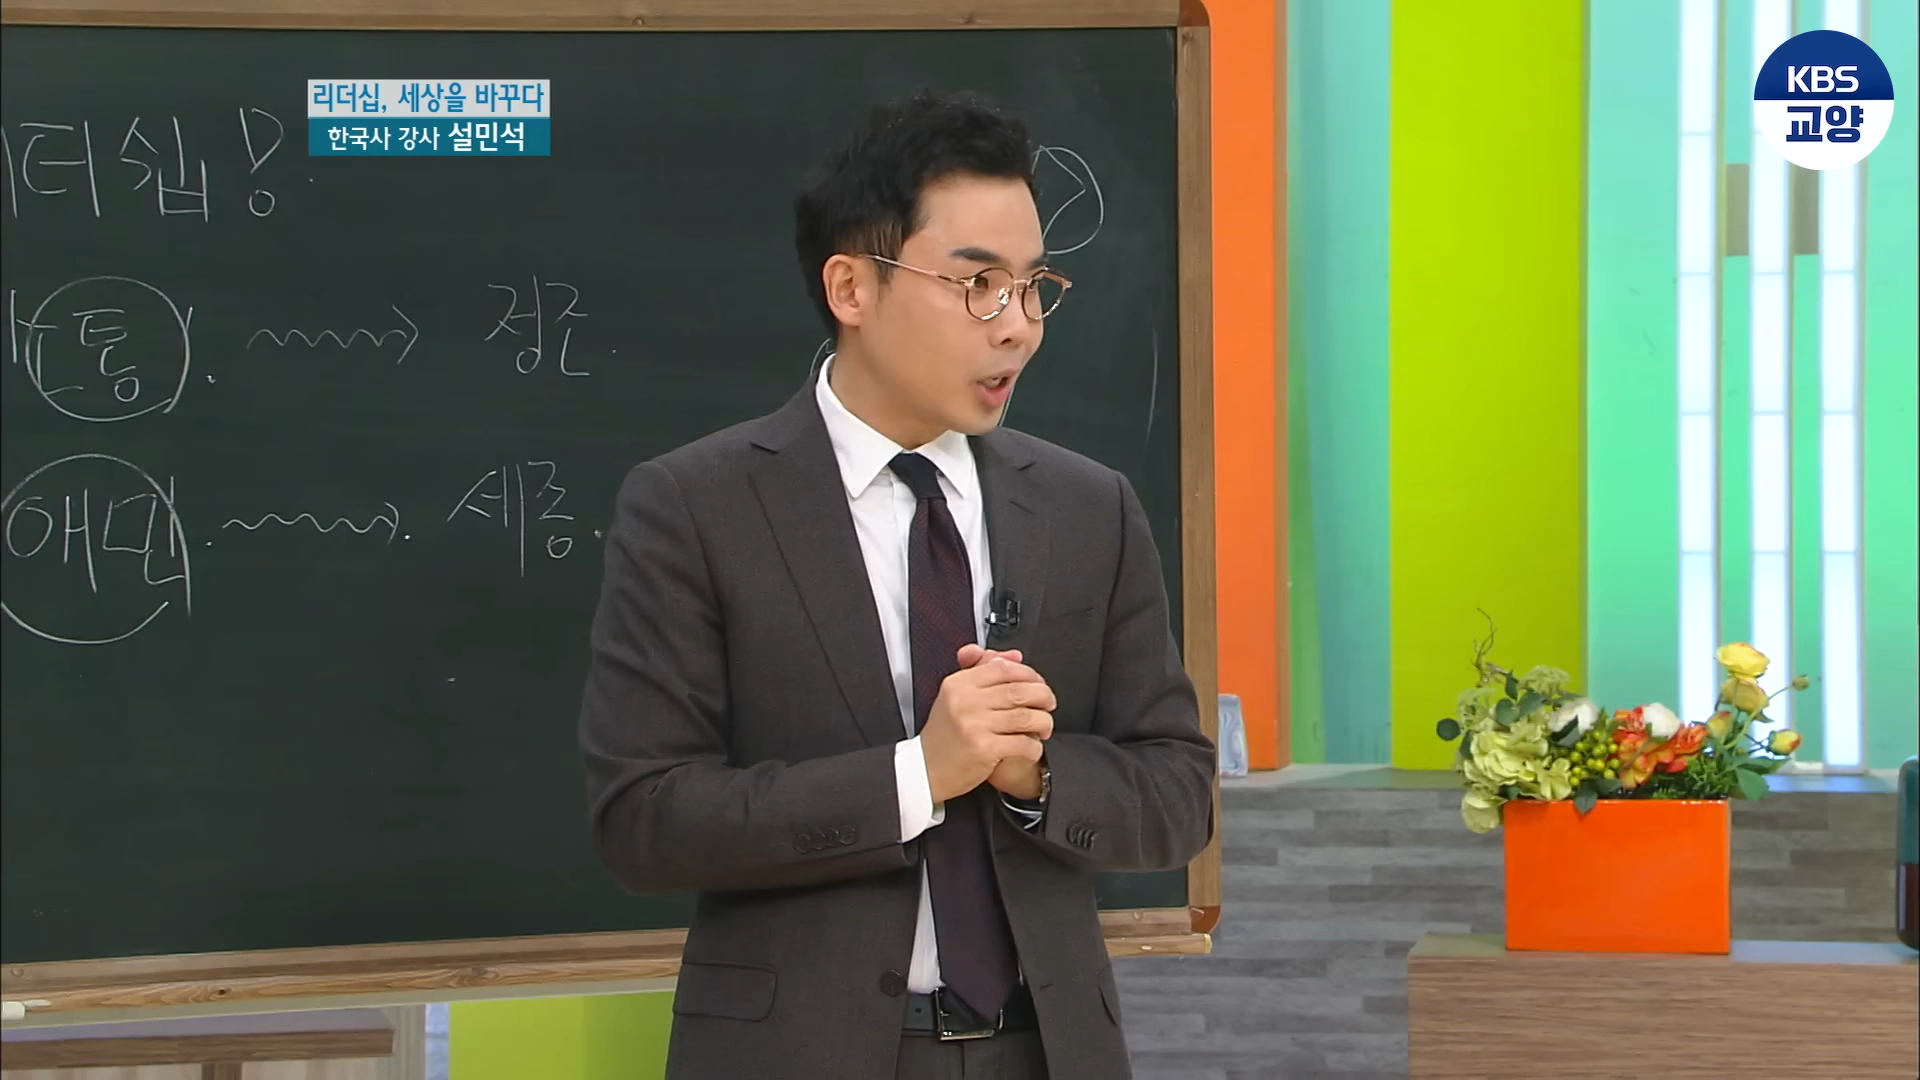 KBS
교양
리더십, 세상을 바꾸다
한국사 강사 설민석
더십!
소통. → 정조.
애민. → 세종.